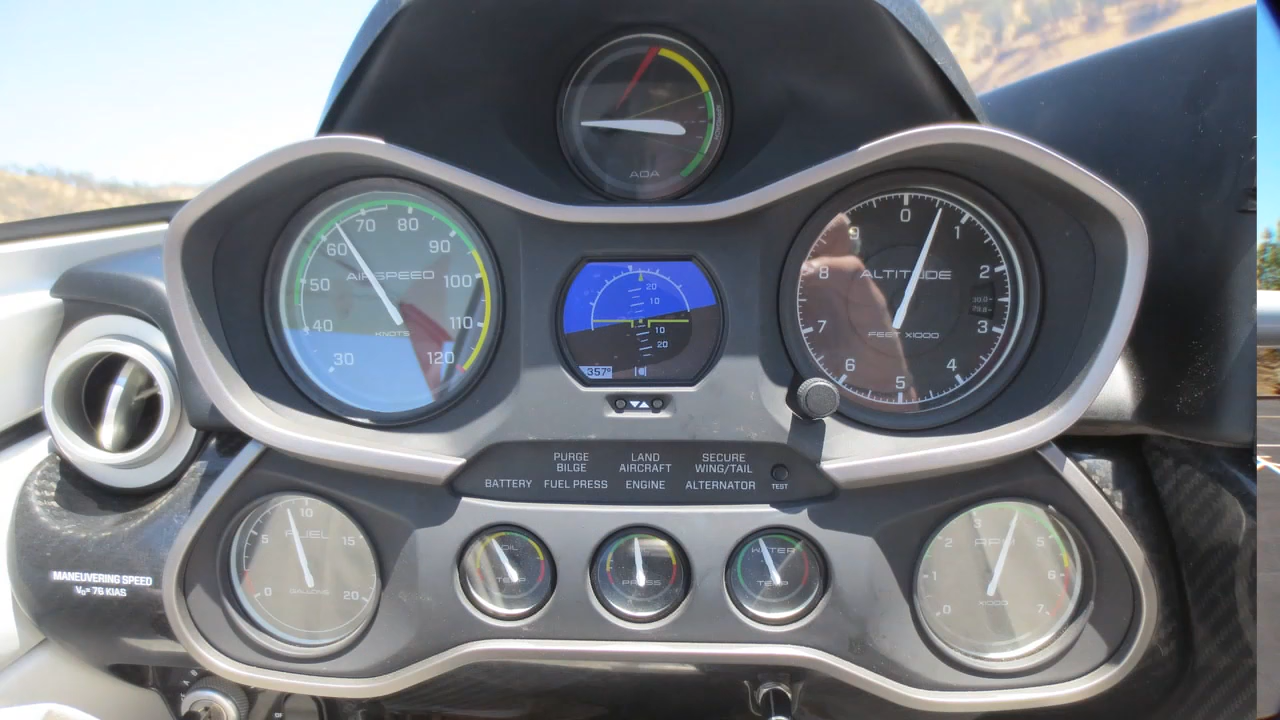 AOA
70
80
60
90
AIRSPEED
50
100
40
110
KNOTS
30
120
20
10
10
20
357°
0
9
1
8
ALTITUDE
2
7
FEET X1000
3
6
4
5
PURGE BILGE
LAND AIRCRAFT
SECURE WING/TAIL
BATTERY
FUEL PRESS
ENGINE
ALTERNATOR
TEST
MANEUVERING SPEED
Vₒ= 76 KIAS
10
FUEL
5
15
GALLONS
0
20
OIL
TEMP
PRESS
WATER
TEMP
3
2
RPM
5
1
6
X1000
0
7